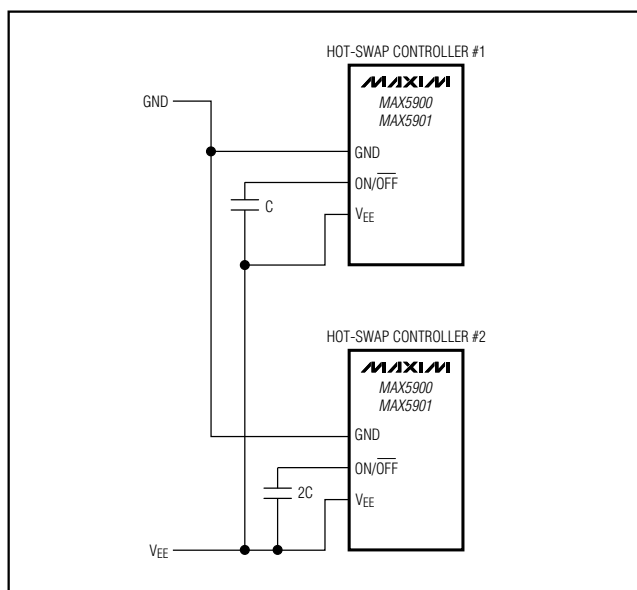 HOT-SWAP CONTROLLER #1
MAXIM
MAX5900
MAX5901
GND
GND
ON/OFF
C
VEE
HOT-SWAP CONTROLLER #2
MAXIM
MAX5900
MAX5901
GND
ON/OFF
2C
VEE
VEE